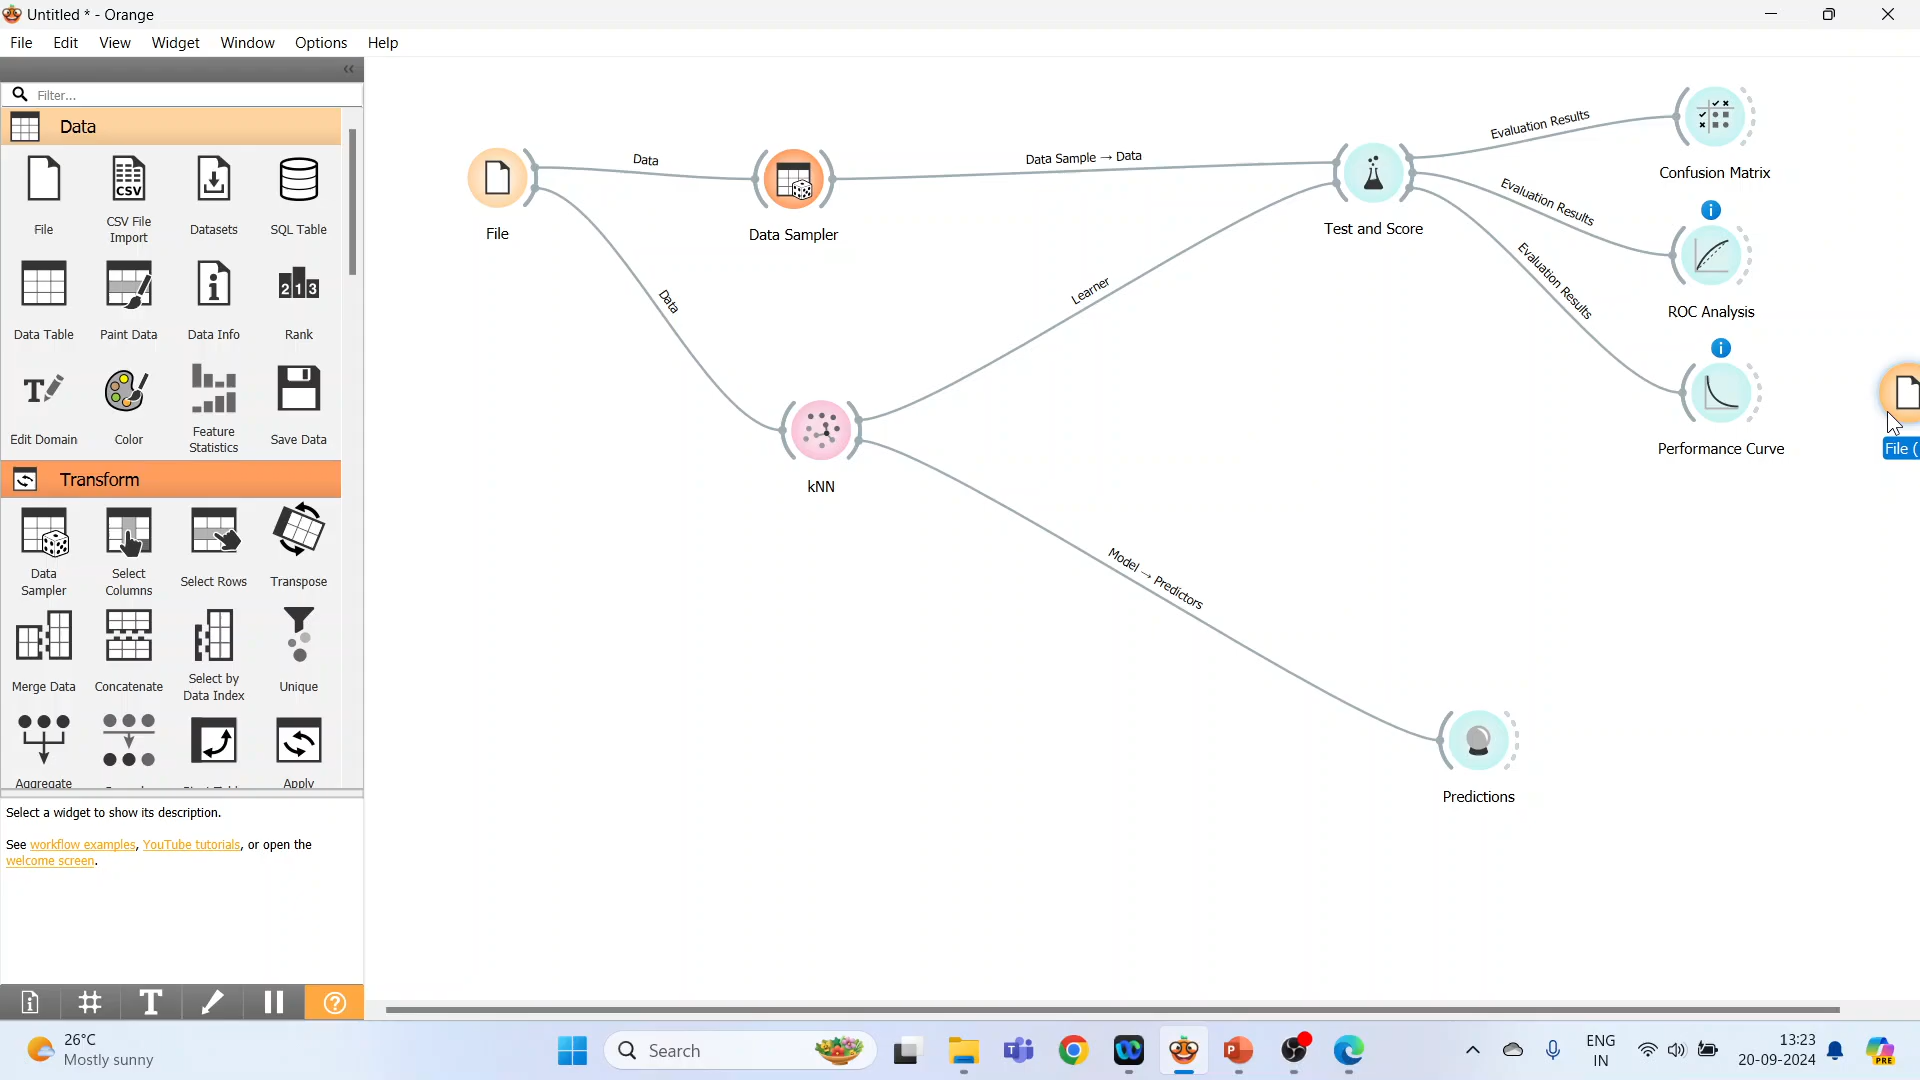 Untitled * - Orange
File Edit View Widget Window Options Help
Filter...
Data
File
CSV File
Import
Datasets
SQL Table
Data Table
Paint Data
Data Info
Rank
Edit Domain
Color
Feature
Statistics
Save Data
Transform
Data
Sampler
Select
Columns
Select Rows
Transpose
Merge Data
Concatenate
Select by
Data Index
Unique
Aggregate
Apply
Select a widget to show its description.
See workflow examples, YouTube tutorials, or open the
welcome screen.
File
Data
Data
Data Sampler
Data Sample → Data
Learner
kNN
Model → Predictors
Test and Score
Evaluation Results
Evaluation Results
Evaluation Results
Confusion Matrix
ROC Analysis
Performance Curve
File (
Predictions
26°C
Mostly sunny
Search
ENG
IN
13:23
20-09-2024
PRE